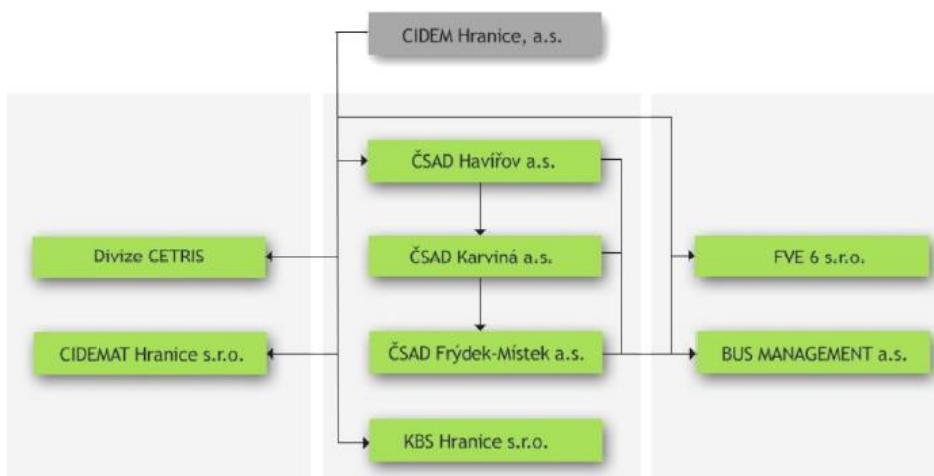 CIDEM Hranice, a.s.
ČSAD Havířov a.s.
Divize CETRIS
ČSAD Karviná a.s.
FVE 6 s.r.o.
CIDEMAT Hranice s.r.o.
ČSAD Frýdek-Místek a.s.
BUS MANAGEMENT a.s.
KBS Hranice s.r.o.